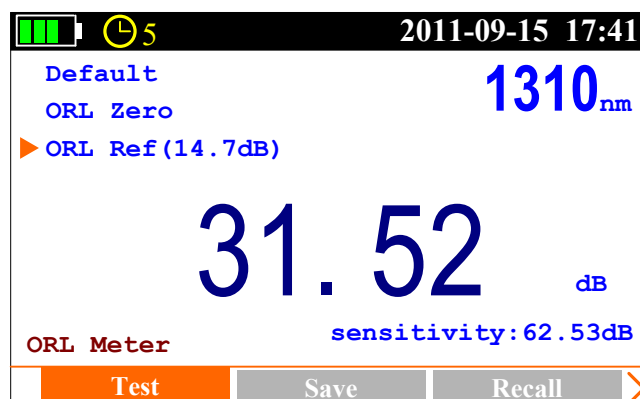 5 2011-09-15 17:41
Default
1310nm
ORL Zero
ORL Ref(14.7dB)
31.52 dB
sensitivity:62.53dB
ORL Meter
Test Save Recall